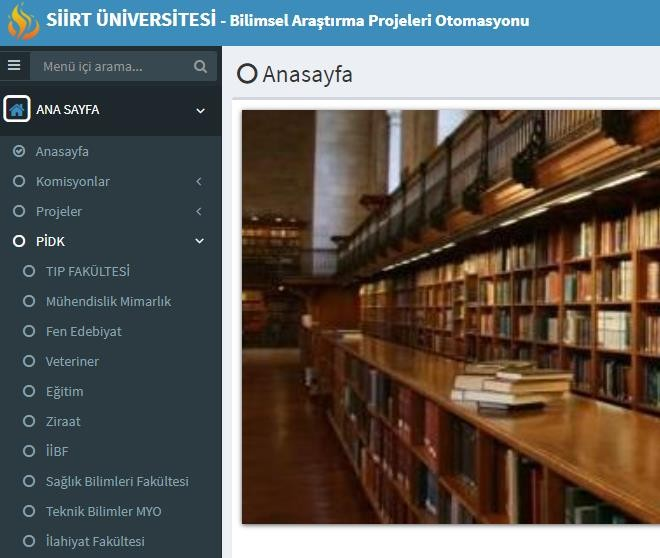 SİİRT ÜNİVERSİTESİ - Bilimsel Araştırma Projeleri Otomasyonu
Menü içi arama...
ANA SAYFA
Anasayfa
Komisyonlar
Projeler
PİDK
TIP FAKÜLTESİ
Mühendislik Mimarlık
Fen Edebiyat
Veteriner
Eğitim
Ziraat
İİBF
Sağlık Bilimleri Fakültesi
Teknik Bilimler MYO
İlahiyat Fakültesi
Anasayfa